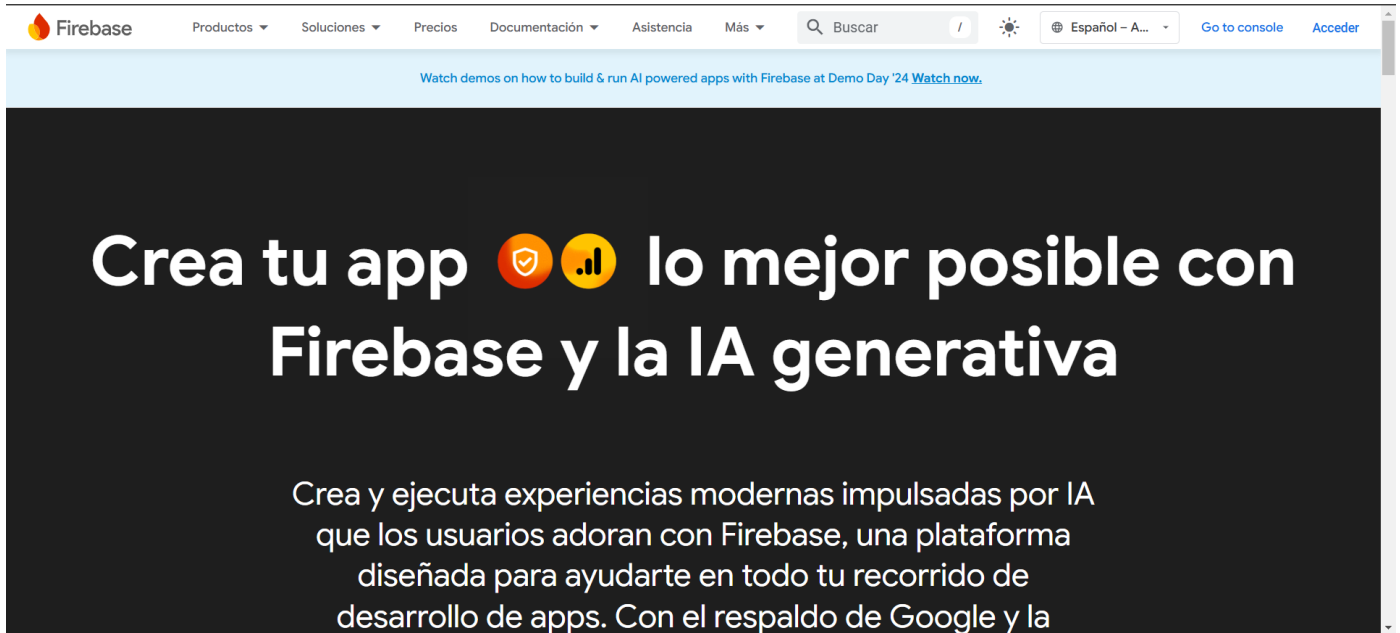 Firebase Productos Soluciones Precios Documentación Asistencia Más Buscar / Español – A... Go to console Acceder
Watch demos on how to build & run AI powered apps with Firebase at Demo Day '24 Watch now.
Crea tu app lo mejor posible con
Firebase y la IA generativa
Crea y ejecuta experiencias modernas impulsadas por IA
que los usuarios adoran con Firebase, una plataforma
diseñada para ayudarte en todo tu recorrido de
desarrollo de apps. Con el respaldo de Google y la